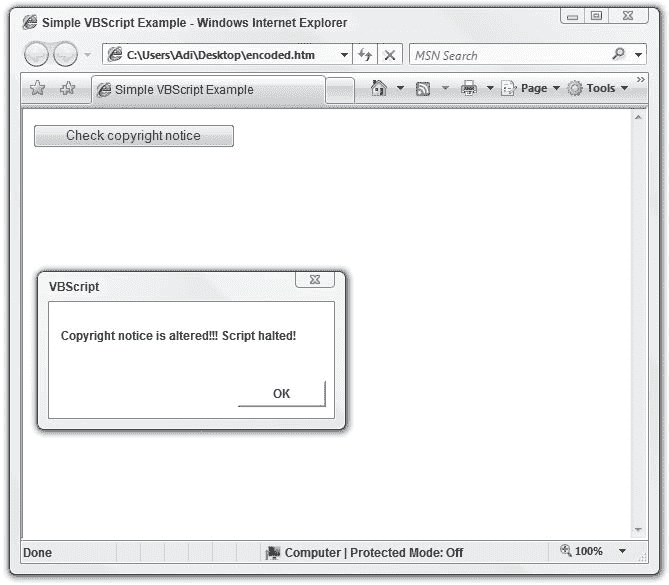 Simple VBScript Example - Windows Internet Explorer
C:\Users\Adi\Desktop\encoded.htm
MSN Search
Simple VBScript Example
Page
Tools
»
Check copyright notice
VBScript
Copyright notice is altered!!! Script halted!
OK
Done
Computer | Protected Mode: Off
100%